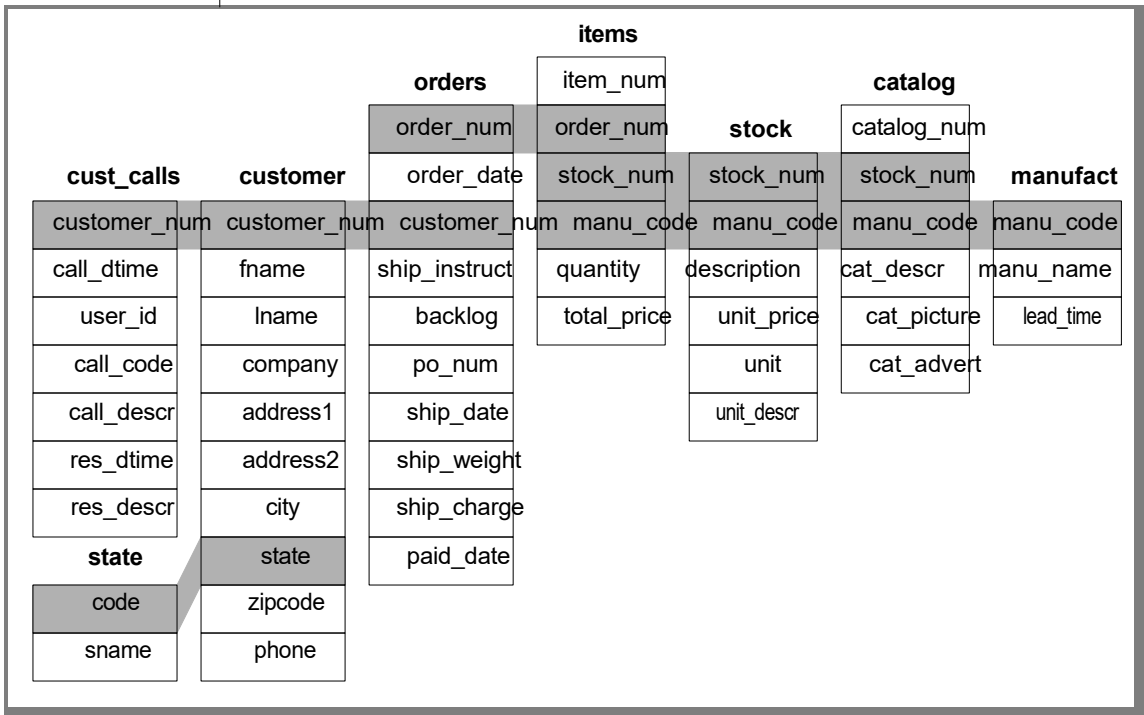 items
item_num
order_num
stock_num
manu_code
quantity
total_price
orders
order_num
order_date
customer_num
ship_instruct
backlog
po_num
ship_date
ship_weight
ship_charge
paid_date
catalog
catalog_num
stock_num
manu_code
cat_descr
cat_picture
cat_advert
stock
stock_num
manu_code
description
unit_price
unit
unit_descr
cust_calls
customer_num
call_dtime
user_id
call_code
call_descr
res_dtime
res_descr
customer
customer_num
fname
lname
company
address1
address2
city
state
zipcode
phone
manufact
manu_code
manu_name
lead_time
state
code
sname